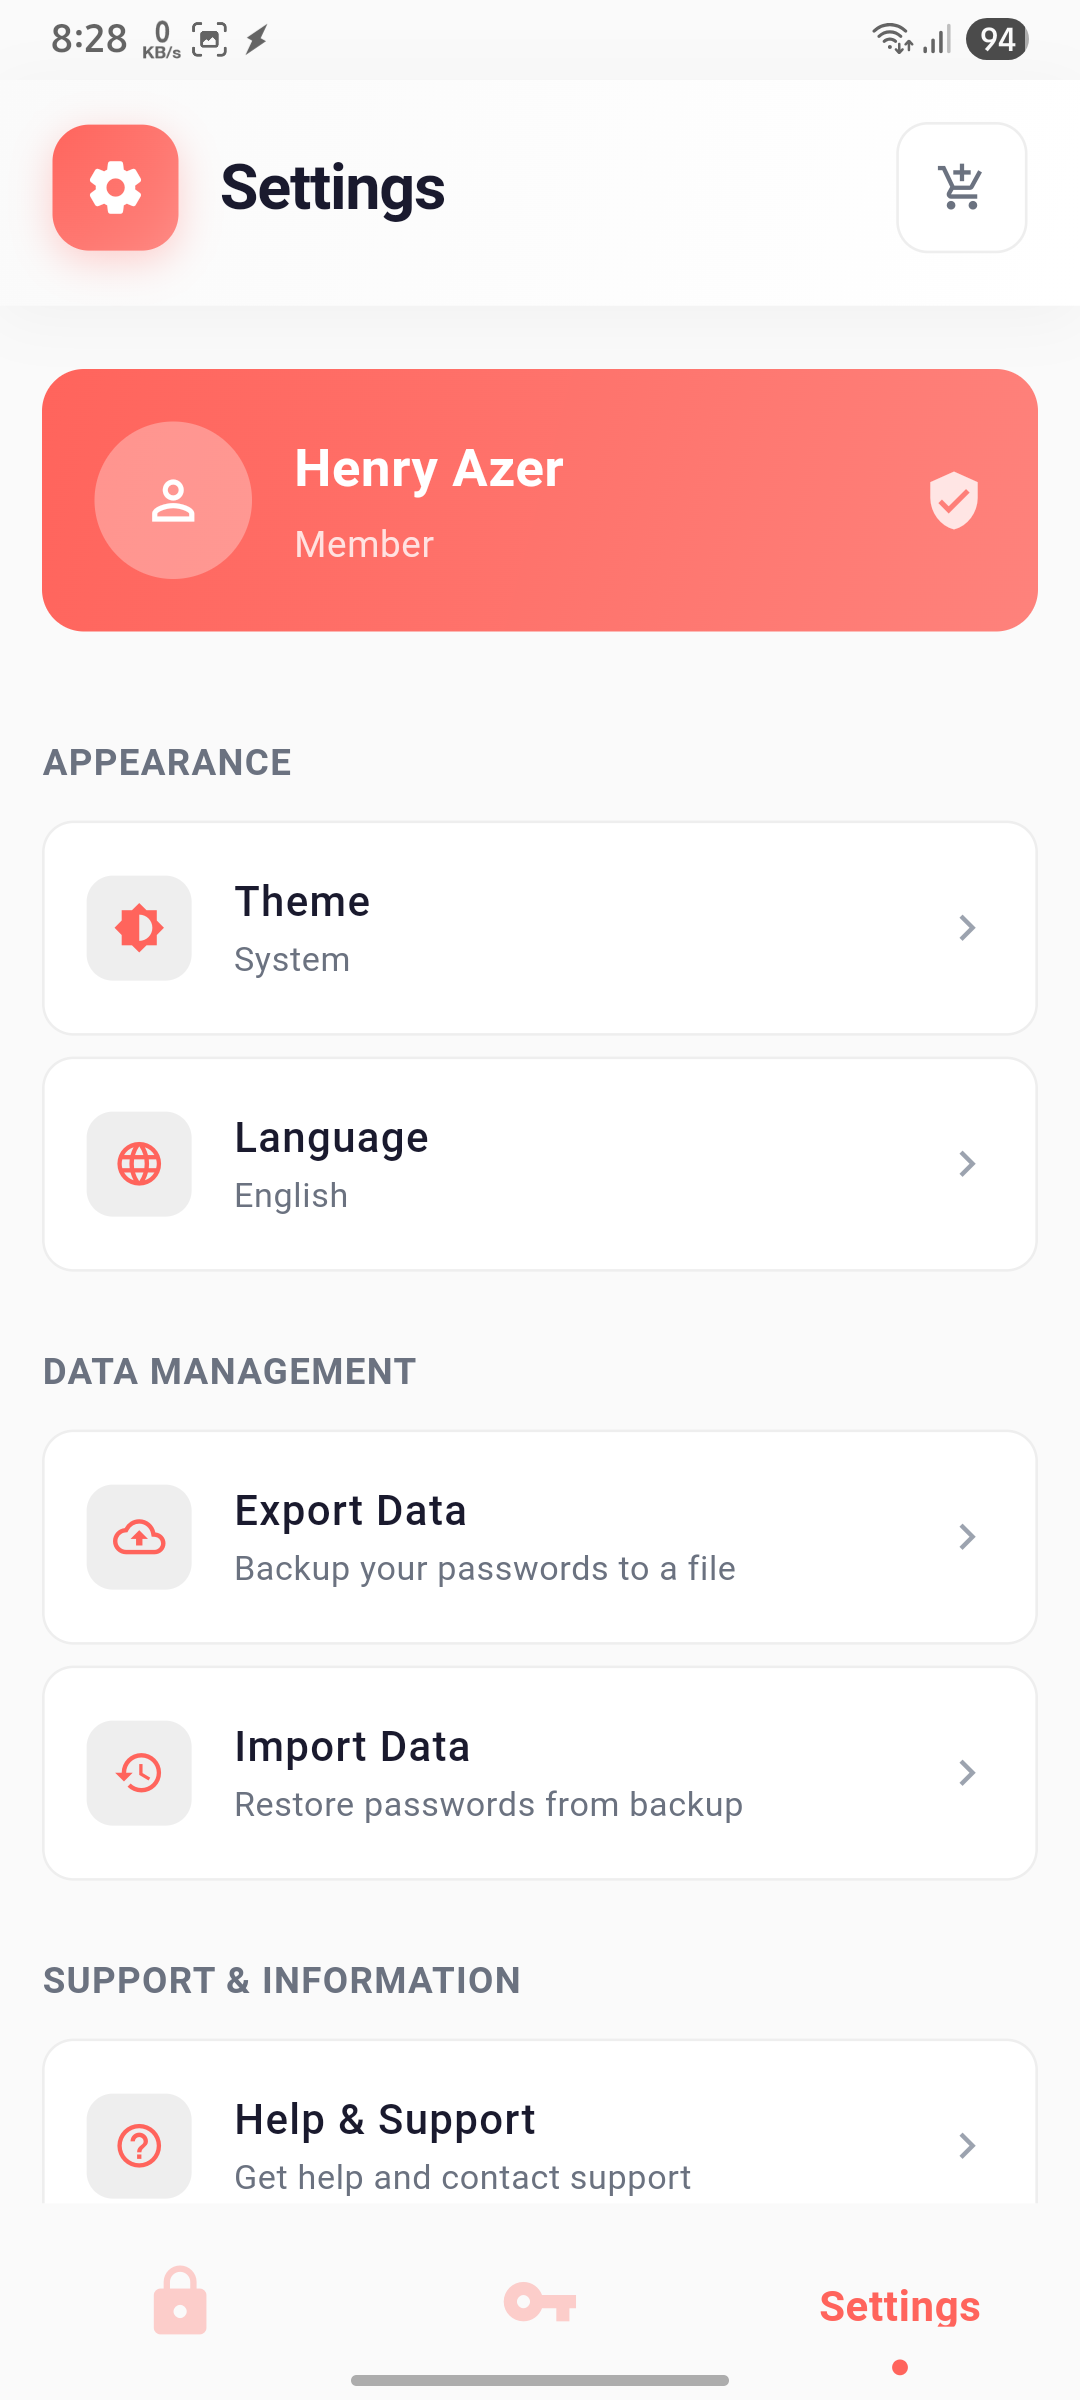 8:28
0
KB/s
94
Settings
Henry Azer
Member
APPEARANCE
Theme
System
Language
English
DATA MANAGEMENT
Export Data
Backup your passwords to a file
Import Data
Restore passwords from backup
SUPPORT & INFORMATION
Help & Support
Get help and contact support
Settings